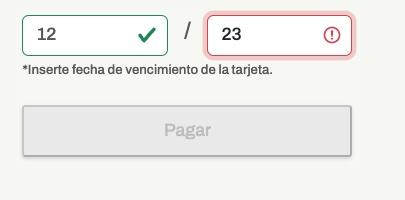 12 / 23
*Inserte fecha de vencimiento de la tarjeta.
Pagar